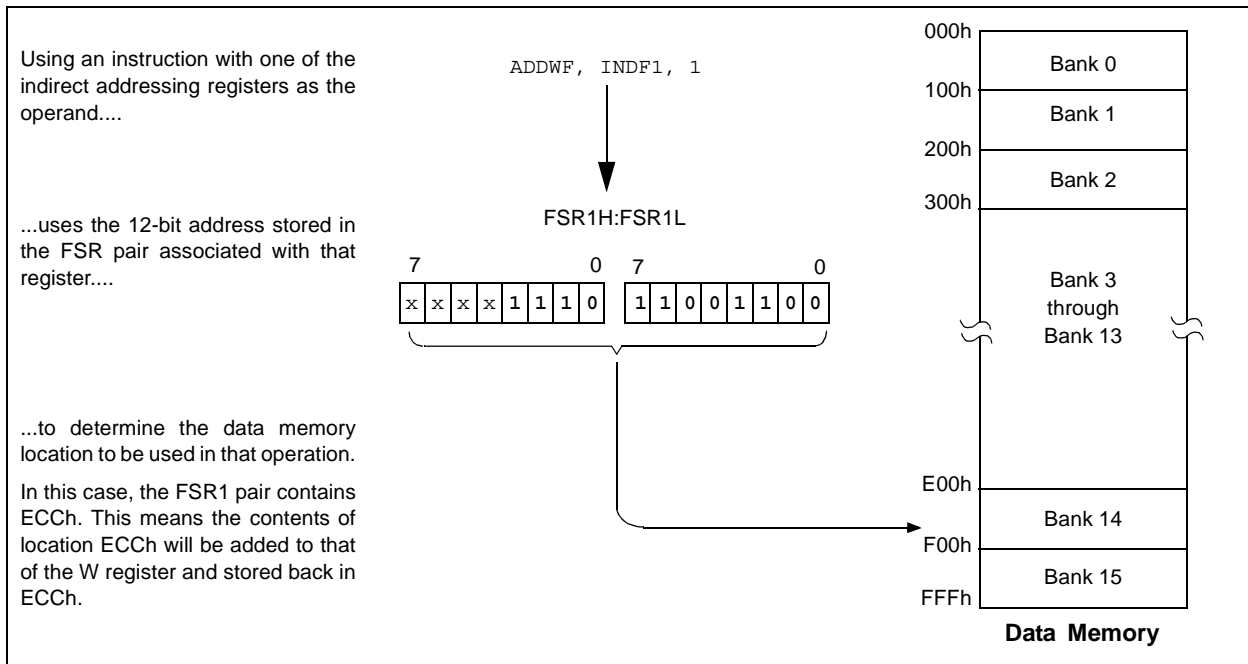 Using an instruction with one of the
indirect addressing registers as the
operand....
ADDWF, INDF1, 1
...uses the 12-bit address stored in
the FSR pair associated with that
register....
FSR1H:FSR1L
7 0 7 0
x x x x 1 1 1 0 1 1 0 0 1 1 0 0
...to determine the data memory
location to be used in that operation.
In this case, the FSR1 pair contains
ECCh. This means the contents of
location ECCh will be added to that
of the W register and stored back in
ECCh.
000h
Bank 0
100h
Bank 1
200h
Bank 2
300h
Bank 3
through
Bank 13
E00h
Bank 14
F00h
Bank 15
FFFh
Data Memory